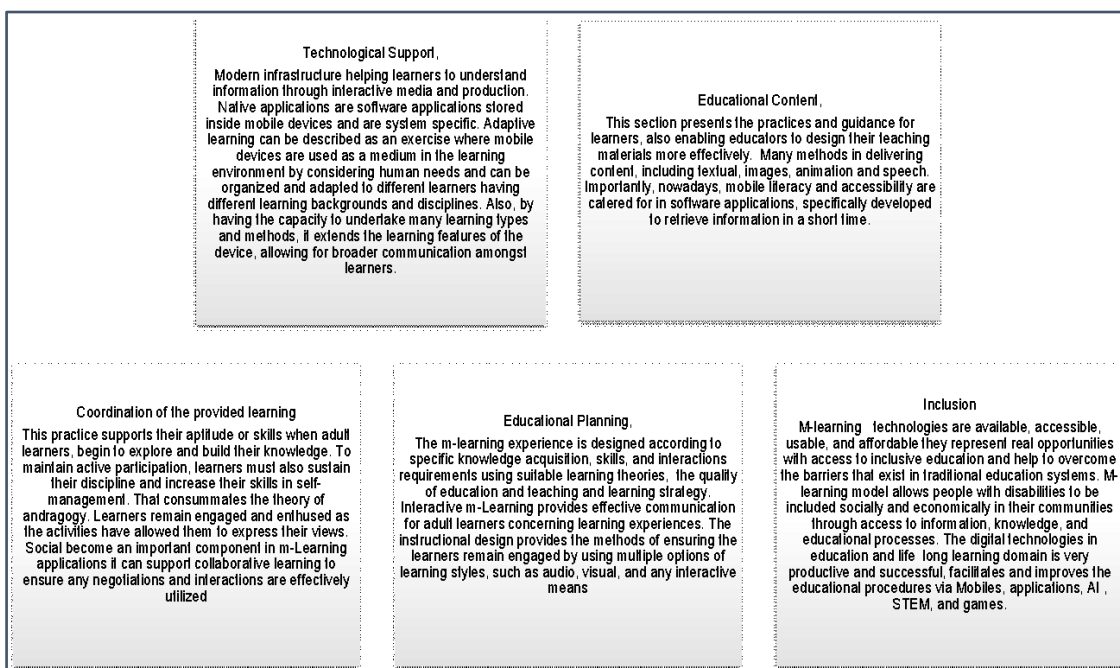 Technological Support,
Modern infrastructure helping learners to understand
information through interactive media and production.
Native applications are software applications stored
inside mobile devices and are system specific. Adaptive
learning can be described as an exercise where mobile
devices are used as a medium in the learning
environment by considering human needs and can be
organized and adapted to different learners having
different learning backgrounds and disciplines. Also, by
having the capacity to undertake many learning types
and methods, it extends the learning features of the
device, allowing for broader communication amongst
learners.
Educational Content,
This section presents the practices and guidance for
learners, also enabling educators to design their teaching
materials more effectively. Many methods in delivering
content, including textual, images, animation and speech.
Importantly, nowadays, mobile literacy and accessibility are
catered for in software applications, specifically developed
to retrieve information in a short time.
Coordination of the provided learning
This practice supports their aptitude or skills when adult
learners, begin to explore and build their knowledge. To
maintain active participation, learners must also sustain
their discipline and increase their skills in self-
management. That consummates the theory of
andragogy. Learners remain engaged and enthused as
the activities have allowed them to express their views.
Social become an important component in m-Learning
applications it can support collaborative learning to
ensure any negotiations and interactions are effectively
utilized
Educational Planning,
The m-learning experience is designed according to
specific knowledge acquisition, skills, and interactions
requirements using suitable learning theories, the quality
of education and teaching and learning strategy.
Interactive m-Learning provides effective communication
for adult learners concerning learning experiences. The
instructional design provides the methods of ensuring the
learners remain engaged by using multiple options of
learning styles, such as audio, visual, and any interactive
means
Inclusion
M-learning technologies are available, accessible,
usable, and affordable they represent real opportunities
with access to inclusive education and help to overcome
the barriers that exist in traditional education systems. M-
learning model allows people with disabilities to be
included socially and economically in their communities
through access to information, knowledge, and
educational processes. The digital technologies in
education and life long learning domain is very
productive and successful, facilitates and improves the
educational procedures via Mobiles, applications, AI ,
STEM, and games.